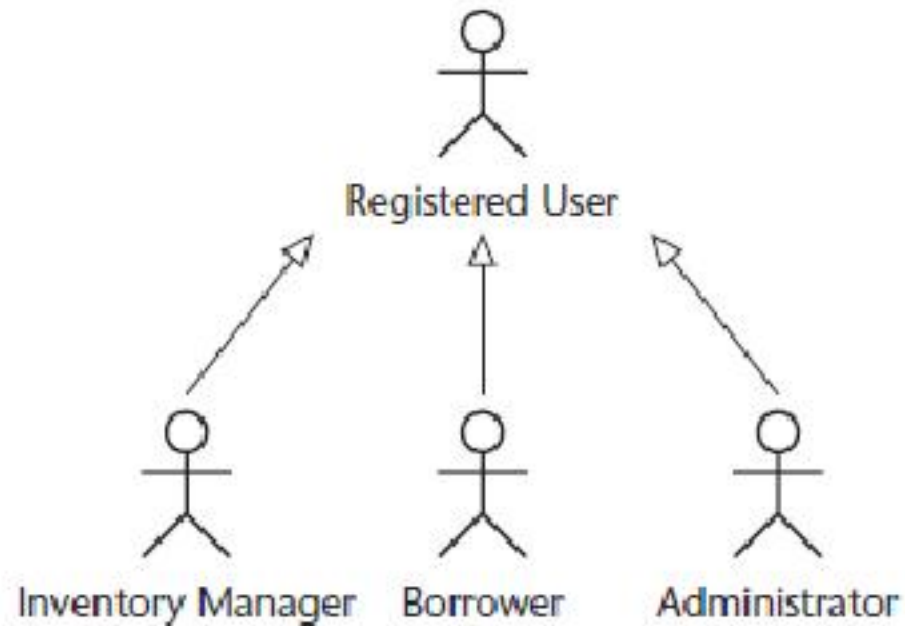 Registered User
Inventory Manager
Borrower
Administrator